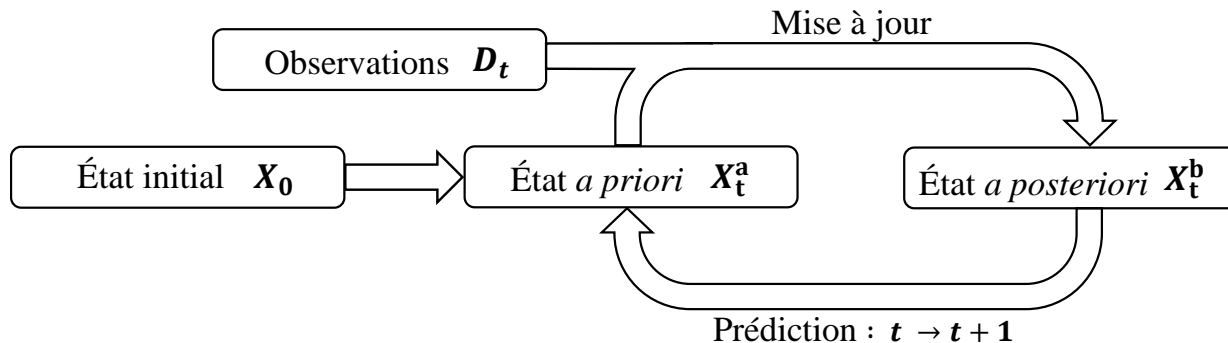 Mise à jour
Observations D_t
État initial X_0
État a priori X_t^a
État a posteriori X_t^b
Prédiction : t → t + 1